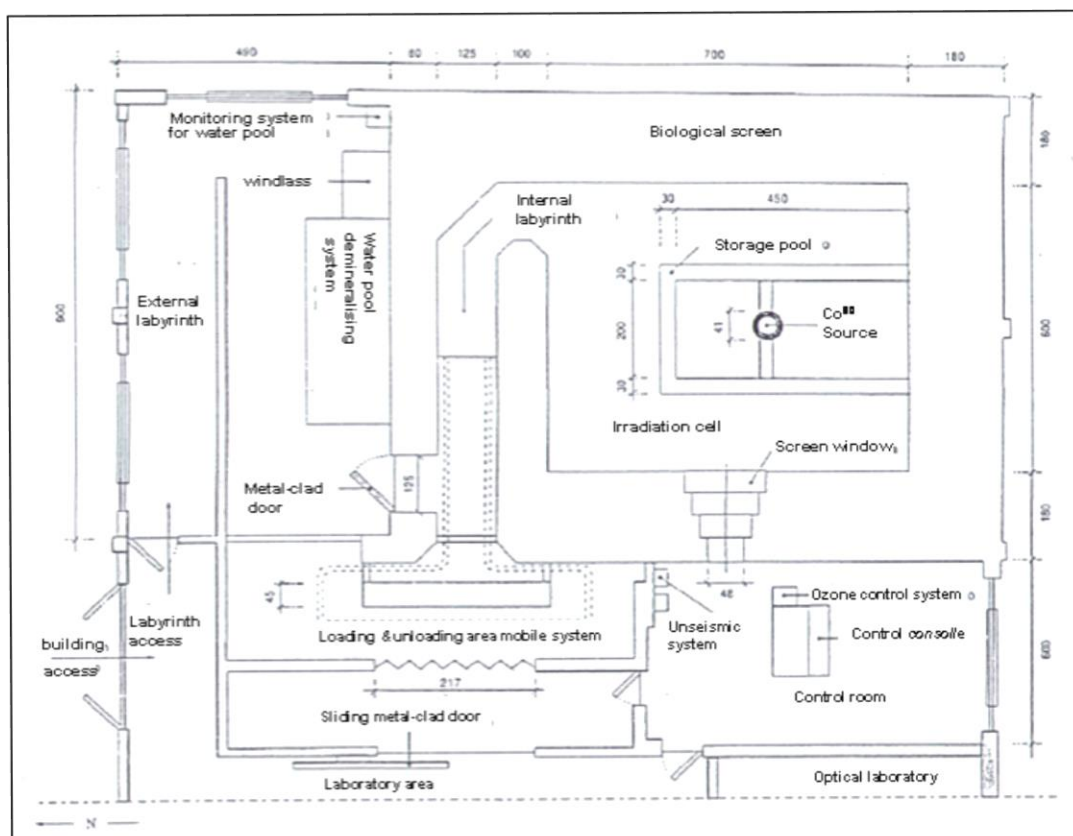 490
60
125
100
700
180
Monitoring system
for water pool
Biological screen
180
windlass
Internal
labyrinth
30
450
Storage pool
Water pool
demineralising
system
External
labyrinth
900
30
200
41
30
Co
Source
600
Irradiation cell
Screen window
Metal-clad
door
125
180
45
48
Ozone control system
Labyrinth
access
building
access
Loading & unloading area mobile system
Unseismic
system
Control consolle
600
217
Control room
Sliding metal-clad door
Laboratory area
Optical laboratory
N